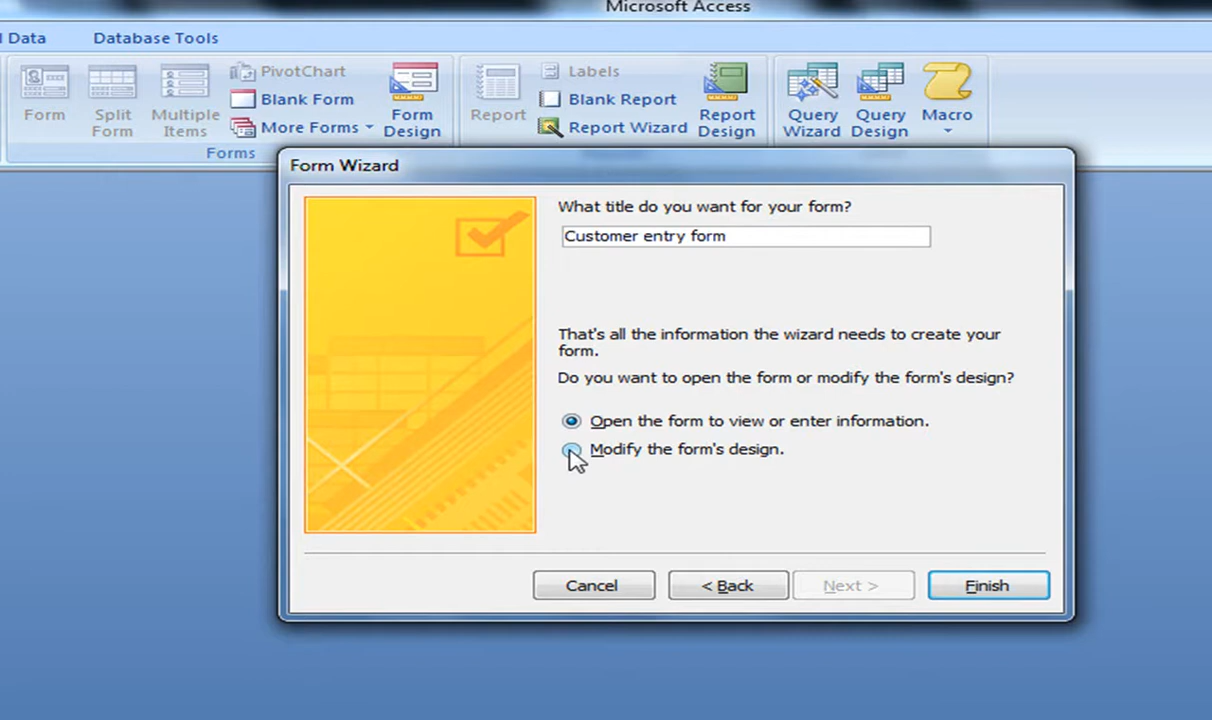 Microsoft Access
Data
Database Tools
PivotChart
Labels
Blank Form
Blank Report
More Forms
Report Wizard
Form
Split
Form
Multiple
Items
Form
Design
Report
Report
Design
Query
Wizard
Query
Design
Macro
Forms
Form Wizard
What title do you want for your form?
Customer entry form
That's all the information the wizard needs to create your
form.
Do you want to open the form or modify the form's design?
Open the form to view or enter information.
Modify the form's design.
Cancel
< Back
Next >
Finish